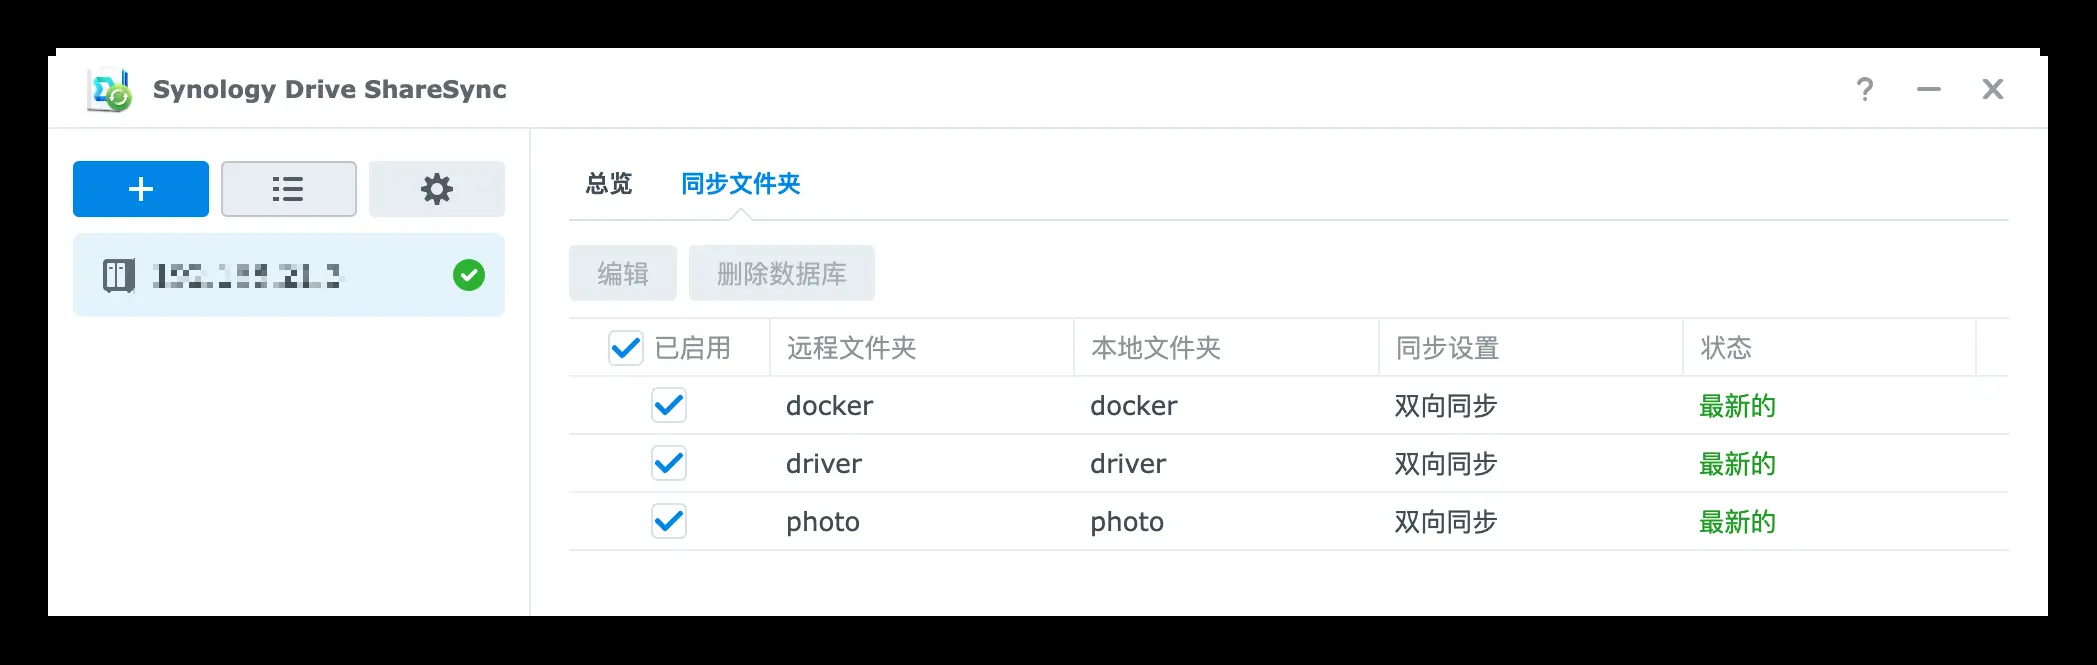 Synology Drive ShareSync
总览 同步文件夹
编辑 删除数据库
已启用 远程文件夹 本地文件夹 同步设置 状态
docker docker 双向同步 最新的
driver driver 双向同步 最新的
photo photo 双向同步 最新的